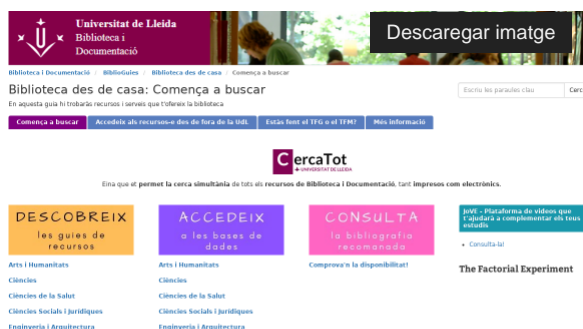 Universitat de Lleida
Biblioteca i
Documentació
Descaregar imatge
Biblioteca i Documentació / BiblioGuies / Biblioteca des de casa / Comença a buscar
Biblioteca des de casa: Comença a buscar
Escriu les paraules clau
Cerc
En aquesta guia hi trobaràs recursos i serveis que t'ofereix la biblioteca
Comença a buscar
Accedeix als recursos-e des de fora de la UdL
Estàs fent el TFG o el TFM?
Més informació
CercaTot
UNIVERSITAT DE LLEIDA
Eina que et permet la cerca simultània de tots els recursos de Biblioteca i Documentació, tant impresos com electrònics.
DESCOBREIX
les guies de
recursos
Arts i Humanitats
Ciències
Ciències de la Salut
Ciències Socials i Jurídiques
Enginyeria i Arquitectura
ACCEDEIX
a les bases de
dades
Arts i Humanitats
Ciències
Ciències de la Salut
Ciències Socials i Jurídiques
Enginyeria i Arquitectura
CONSULTA
la bibliografia
recomanada
Comprova'n la disponibilitat!
JoVE - Plataforma de vídeos que
t'ajudarà a complementar els teus
estudis
Consulta-la!
The Factorial Experiment